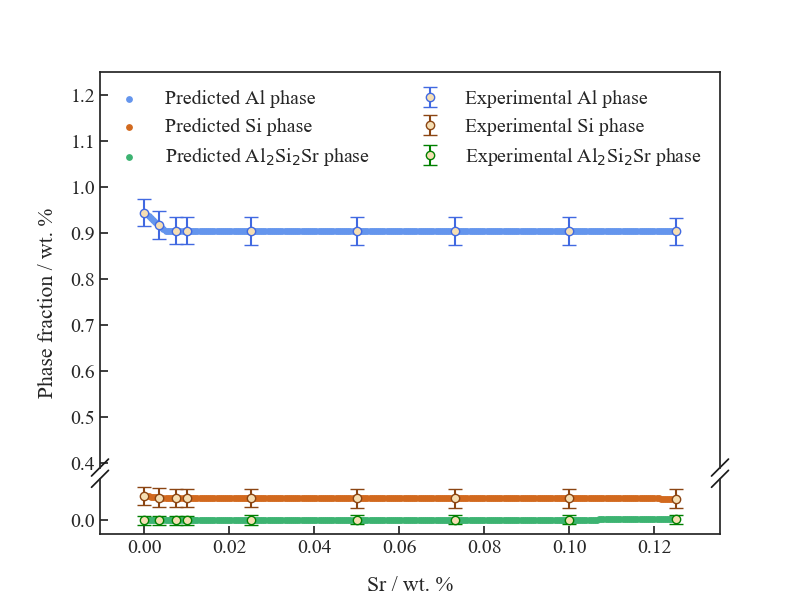 Predicted Al phase
Predicted Si phase
Predicted Al₂Si₂Sr phase
Experimental Al phase
Experimental Si phase
Experimental Al₂Si₂Sr phase
Phase fraction / wt. %
1.2
1.1
1.0
0.9
0.8
0.7
0.6
0.5
0.4
0.0
0.00 0.02 0.04 0.06 0.08 0.10 0.12
Sr / wt. %